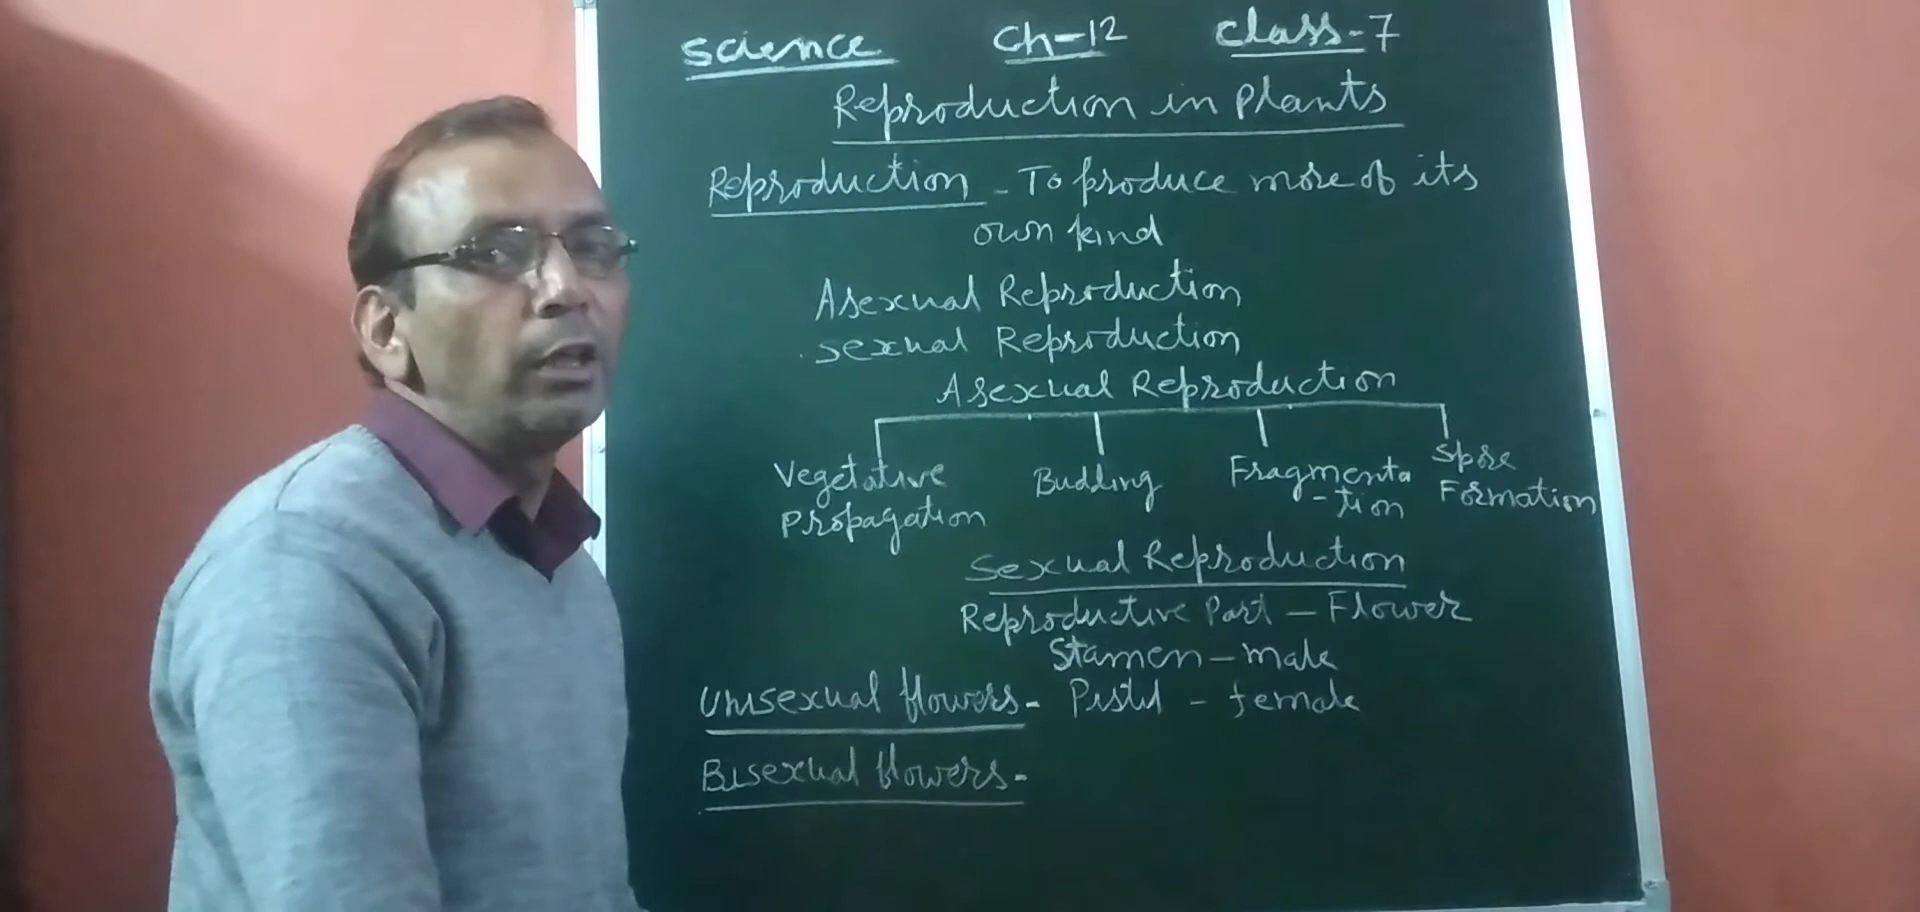 Science Ch-12 Class-7
Reproduction in Plants
Reproduction - To produce more of its
own kind
Asexual Reproduction
Sexual Reproduction
Asexual Reproduction
Vegetative Propagation
Budding
Fragmenta
-tion
Spore
Formation
Sexual Reproduction
Reproductive Part - Flower
Stamen - male
Unisexual flowers - Pistil - female
Bisexual flowers -